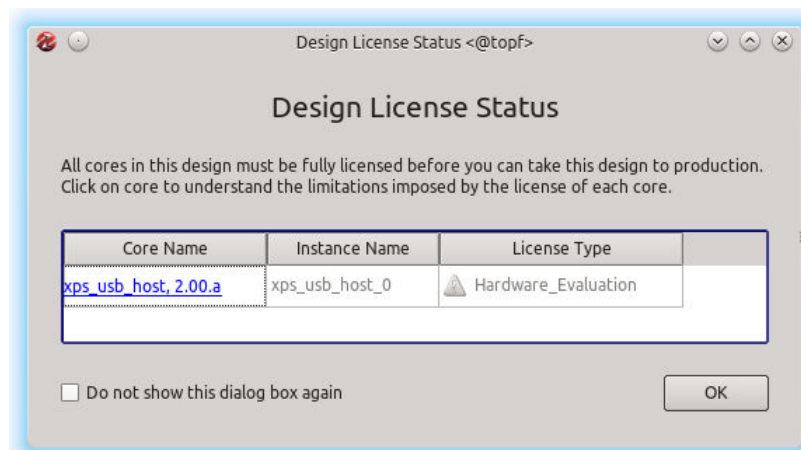 Design License Status <@topf>
Design License Status
All cores in this design must be fully licensed before you can take this design to production.
Click on core to understand the limitations imposed by the license of each core.
Core Name Instance Name License Type
xps_usb_host, 2.00.a xps_usb_host_0 Hardware_Evaluation
Do not show this dialog box again OK